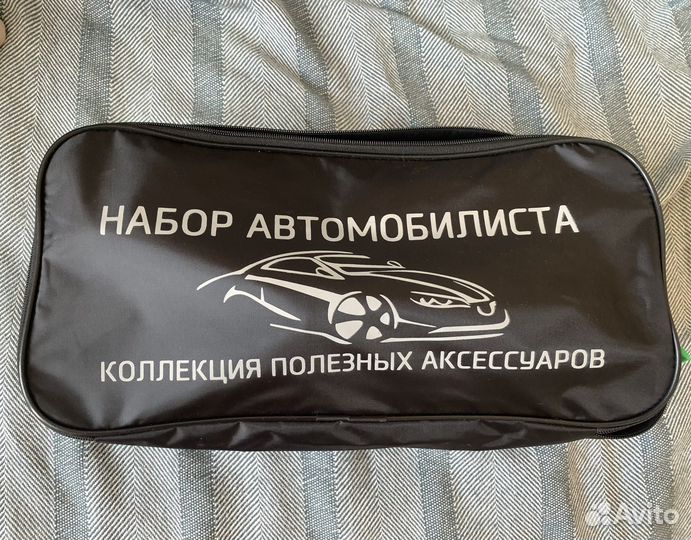 НАБОР АВТОМОБИЛИСТА
КОЛЛЕКЦИЯ ПОЛЕЗНЫХ АКСЕССУАРОВ
Avito